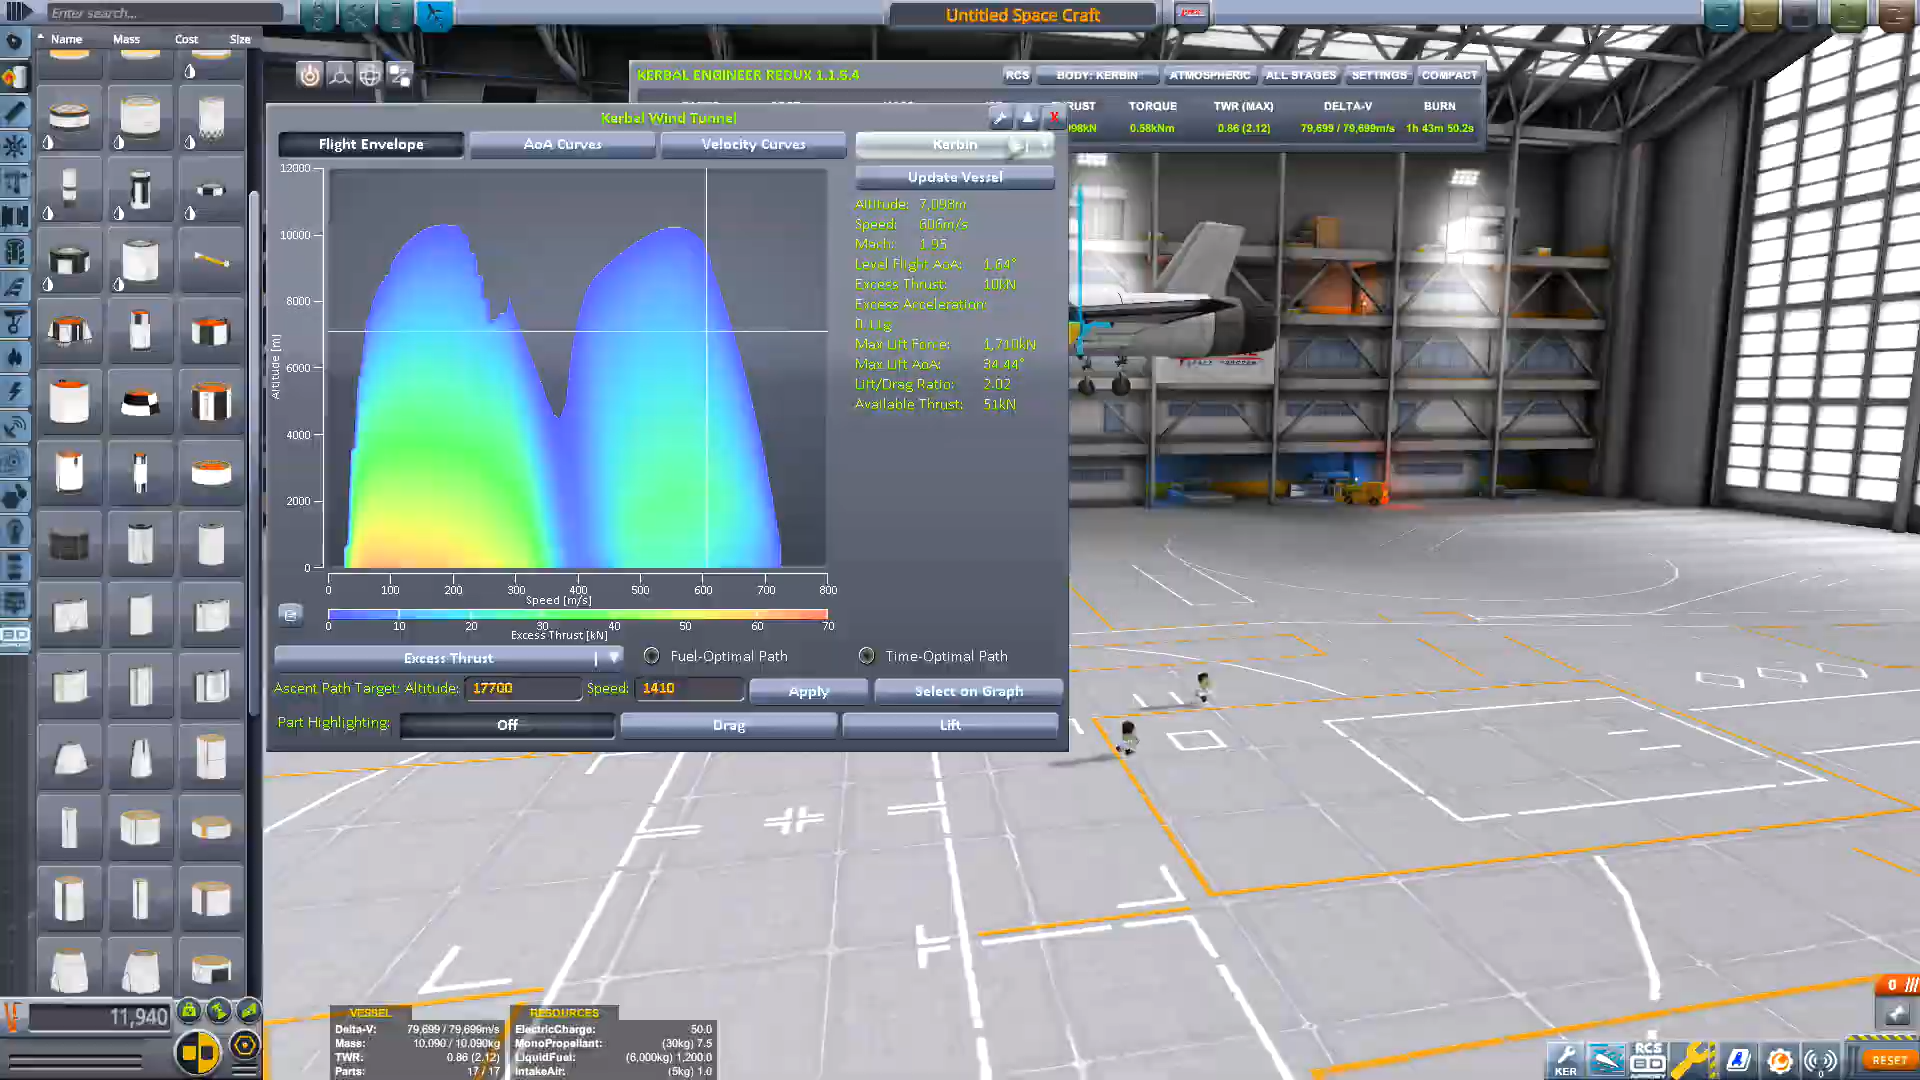 Enter search...
Untitled Space Craft
Name Mass Cost Size
KERBAL ENGINEER REDUX 1.1.5.4
RCS BODY: KERBIN ATMOSPHERIC ALL STAGES SETTINGS COMPACT
TORQUE TWR (MAX) DELTA-V BURN
0.58kNm 0.86 (2.12) 79,699 / 79,699m/s 1h 43m 50.2s
Kerbal Wind Tunnel
X
Flight Envelope AoA Curves Velocity Curves Kerbin
Update Vessel
Altitude: 7,098m
Speed: 606m/s
Mach: 1.95
Level Flight AoA: 1.64°
Excess Thrust: 10kN
Excess Acceleration:
Max Lift Force: 1,710kN
Max Lift AoA: 34.44°
Lift/Drag Ratio: 2.02
Available Thrust: 51kN
12000
10000
8000
6000
4000
2000
0
Altitude [m]
0 100 200 300 400 500 600 700 800
Speed [m/s]
0 10 20 30 40 50 60 70
Excess Thrust [kN]
Excess Thrust Fuel-Optimal Path Time-Optimal Path
Ascent Path Target: Altitude: 17700 Speed: 1410 Apply Select on Graph
Part Highlighting: Off Drag Lift
11,940
VESSEL
Delta-V: 79,699 / 79,699m/s
Mass: 10,090 / 10,090kg
TWR: 0.86 (2.12)
Parts: 17 / 17
RESOURCES
ElectricCharge: 50.0
MonoPropellant: (30kg) 7.5
LiquidFuel: (6,000kg) 1,200.0
IntakeAir: (5kg) 1.0
0
KER
RCS
RESET